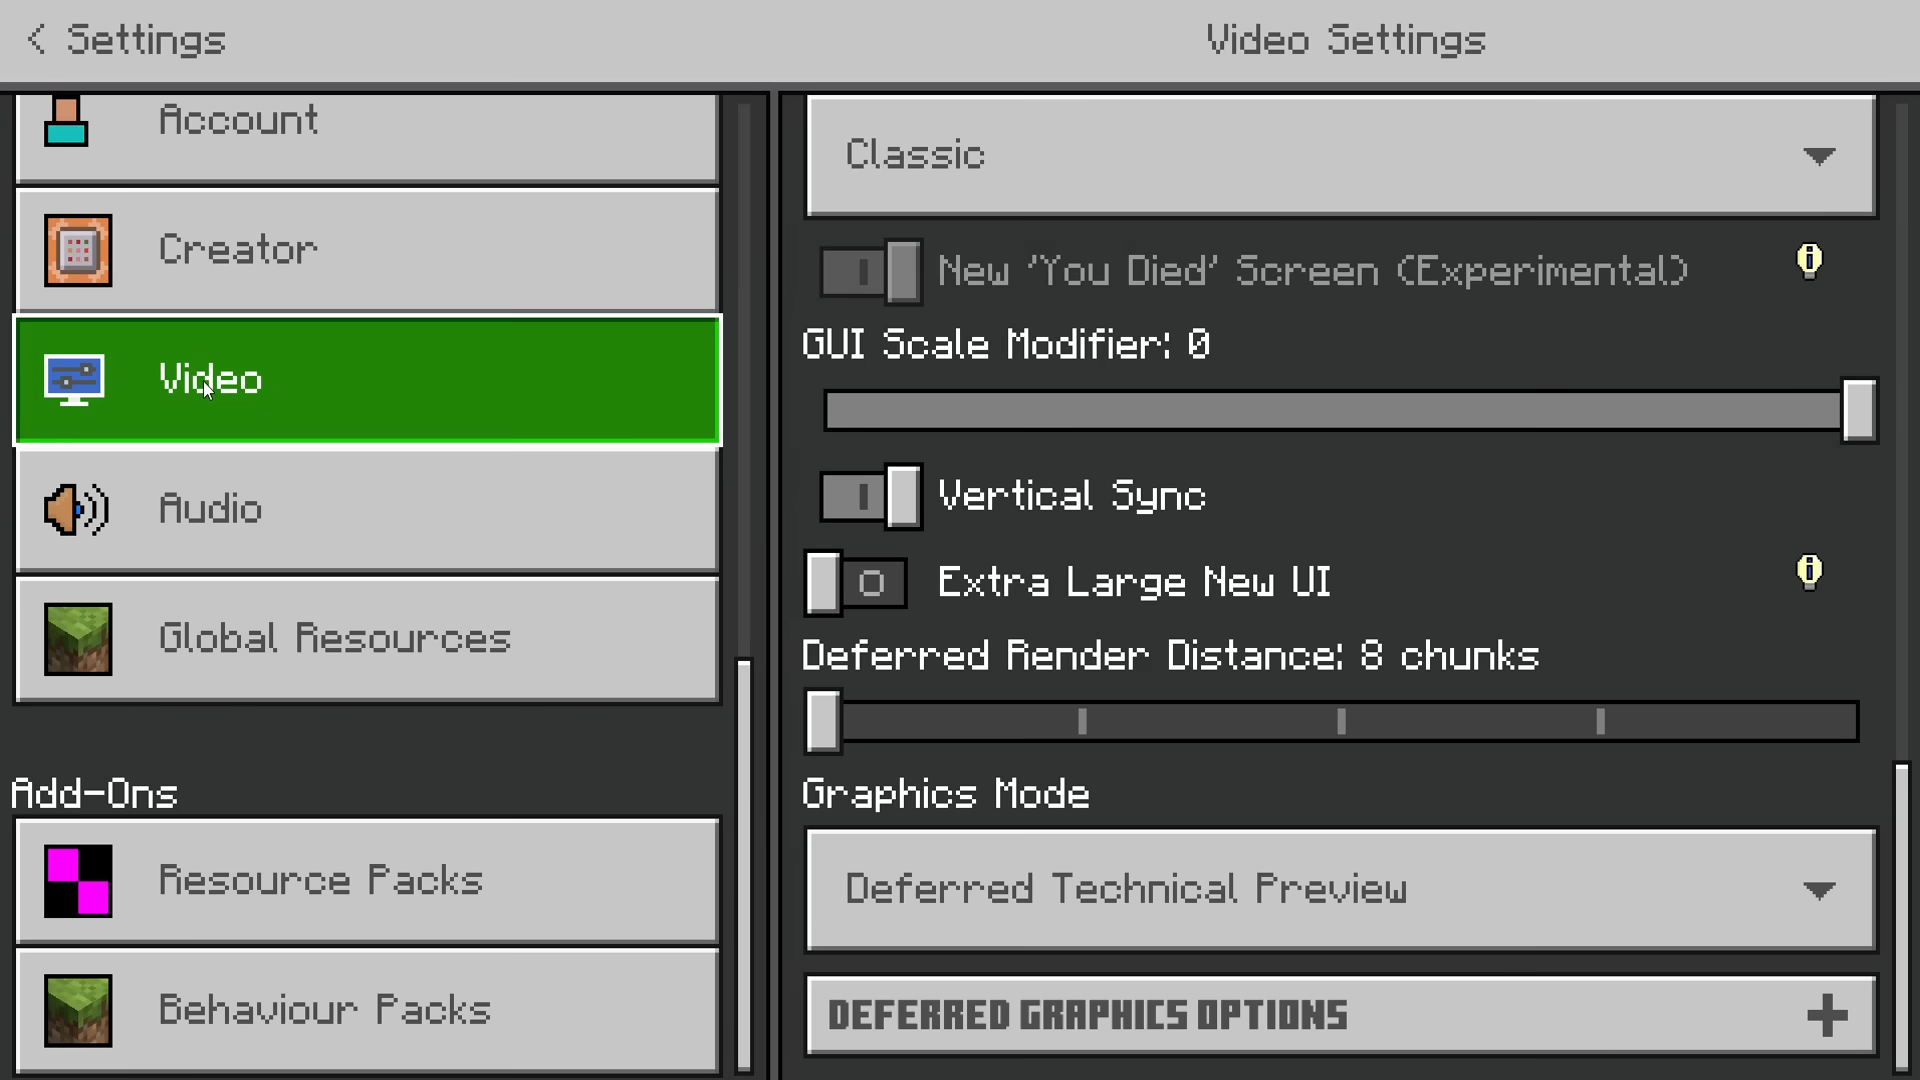 < Settings
Video Settings
Account
Creator
Video
Audio
Global Resources
Add-Ons
Resource Packs
Behaviour Packs
Classic
New 'You Died' Screen (Experimental)
GUI Scale Modifier: 0
Vertical Sync
Extra Large New UI
Deferred Render Distance: 8 chunks
Graphics Mode
Deferred Technical Preview
DEFERRED GRAPHICS OPTIONS